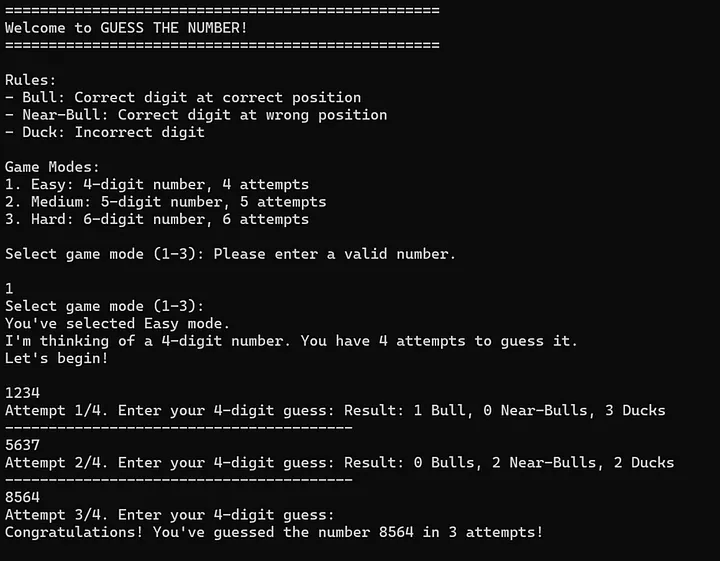 ==================================================
Welcome to GUESS THE NUMBER!
==================================================
Rules:
- Bull: Correct digit at correct position
- Near-Bull: Correct digit at wrong position
- Duck: Incorrect digit
Game Modes:
1. Easy: 4-digit number, 4 attempts
2. Medium: 5-digit number, 5 attempts
3. Hard: 6-digit number, 6 attempts
Select game mode (1-3): Please enter a valid number.
1
Select game mode (1-3):
You've selected Easy mode.
I'm thinking of a 4-digit number. You have 4 attempts to guess it.
Let's begin!
1234
Attempt 1/4. Enter your 4-digit guess: Result: 1 Bull, 0 Near-Bulls, 3 Ducks
----------------------------------------
5637
Attempt 2/4. Enter your 4-digit guess: Result: 0 Bulls, 2 Near-Bulls, 2 Ducks
----------------------------------------
8564
Attempt 3/4. Enter your 4-digit guess:
Congratulations! You've guessed the number 8564 in 3 attempts!